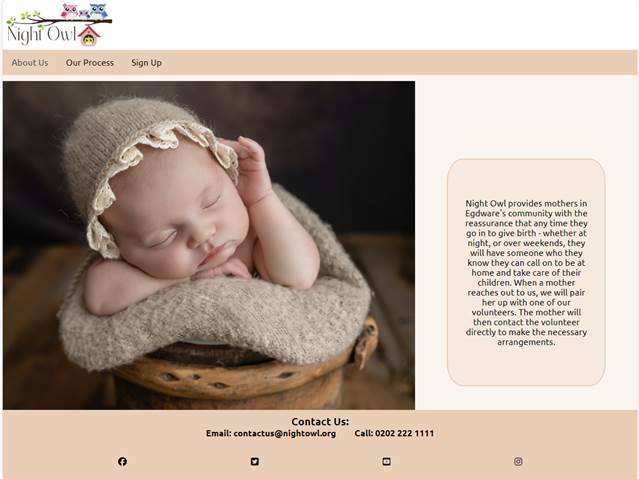 Night Owl
About Us Our Process Sign Up
Night Owl provides mothers in
Egdware's community with the
reassurance that any time they
go in to give birth - whether at
night, or over weekends, they
will have someone who they
know they can call on to be at
home and take care of their
children. When a mother
reaches out to us, we will pair
her up with one of our
volunteers. The mother will
then contact the volunteer
directly to make the necessary
arrangements.
Contact Us:
Email: contactus@nightowl.org Call: 0202 222 1111